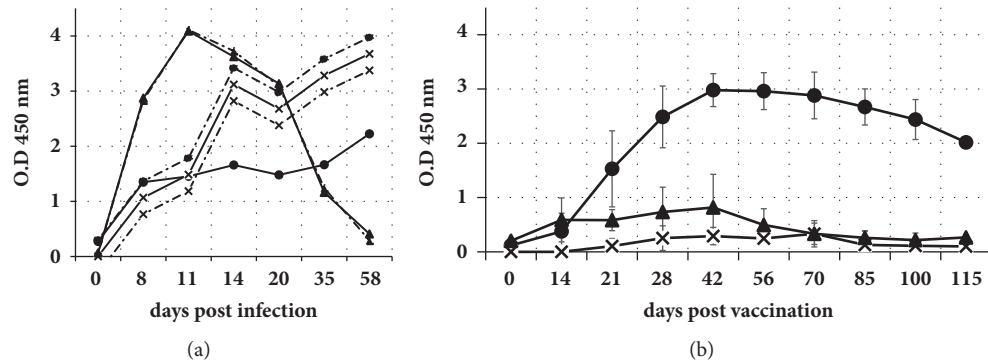 4
3
2
1
0
O.D 450 nm
0 8 11 14 20 35 58
days post infection
(a)
4
3
2
1
0
O.D 450 nm
0 14 21 28 42 56 70 85 100 115
days post vaccination
(b)